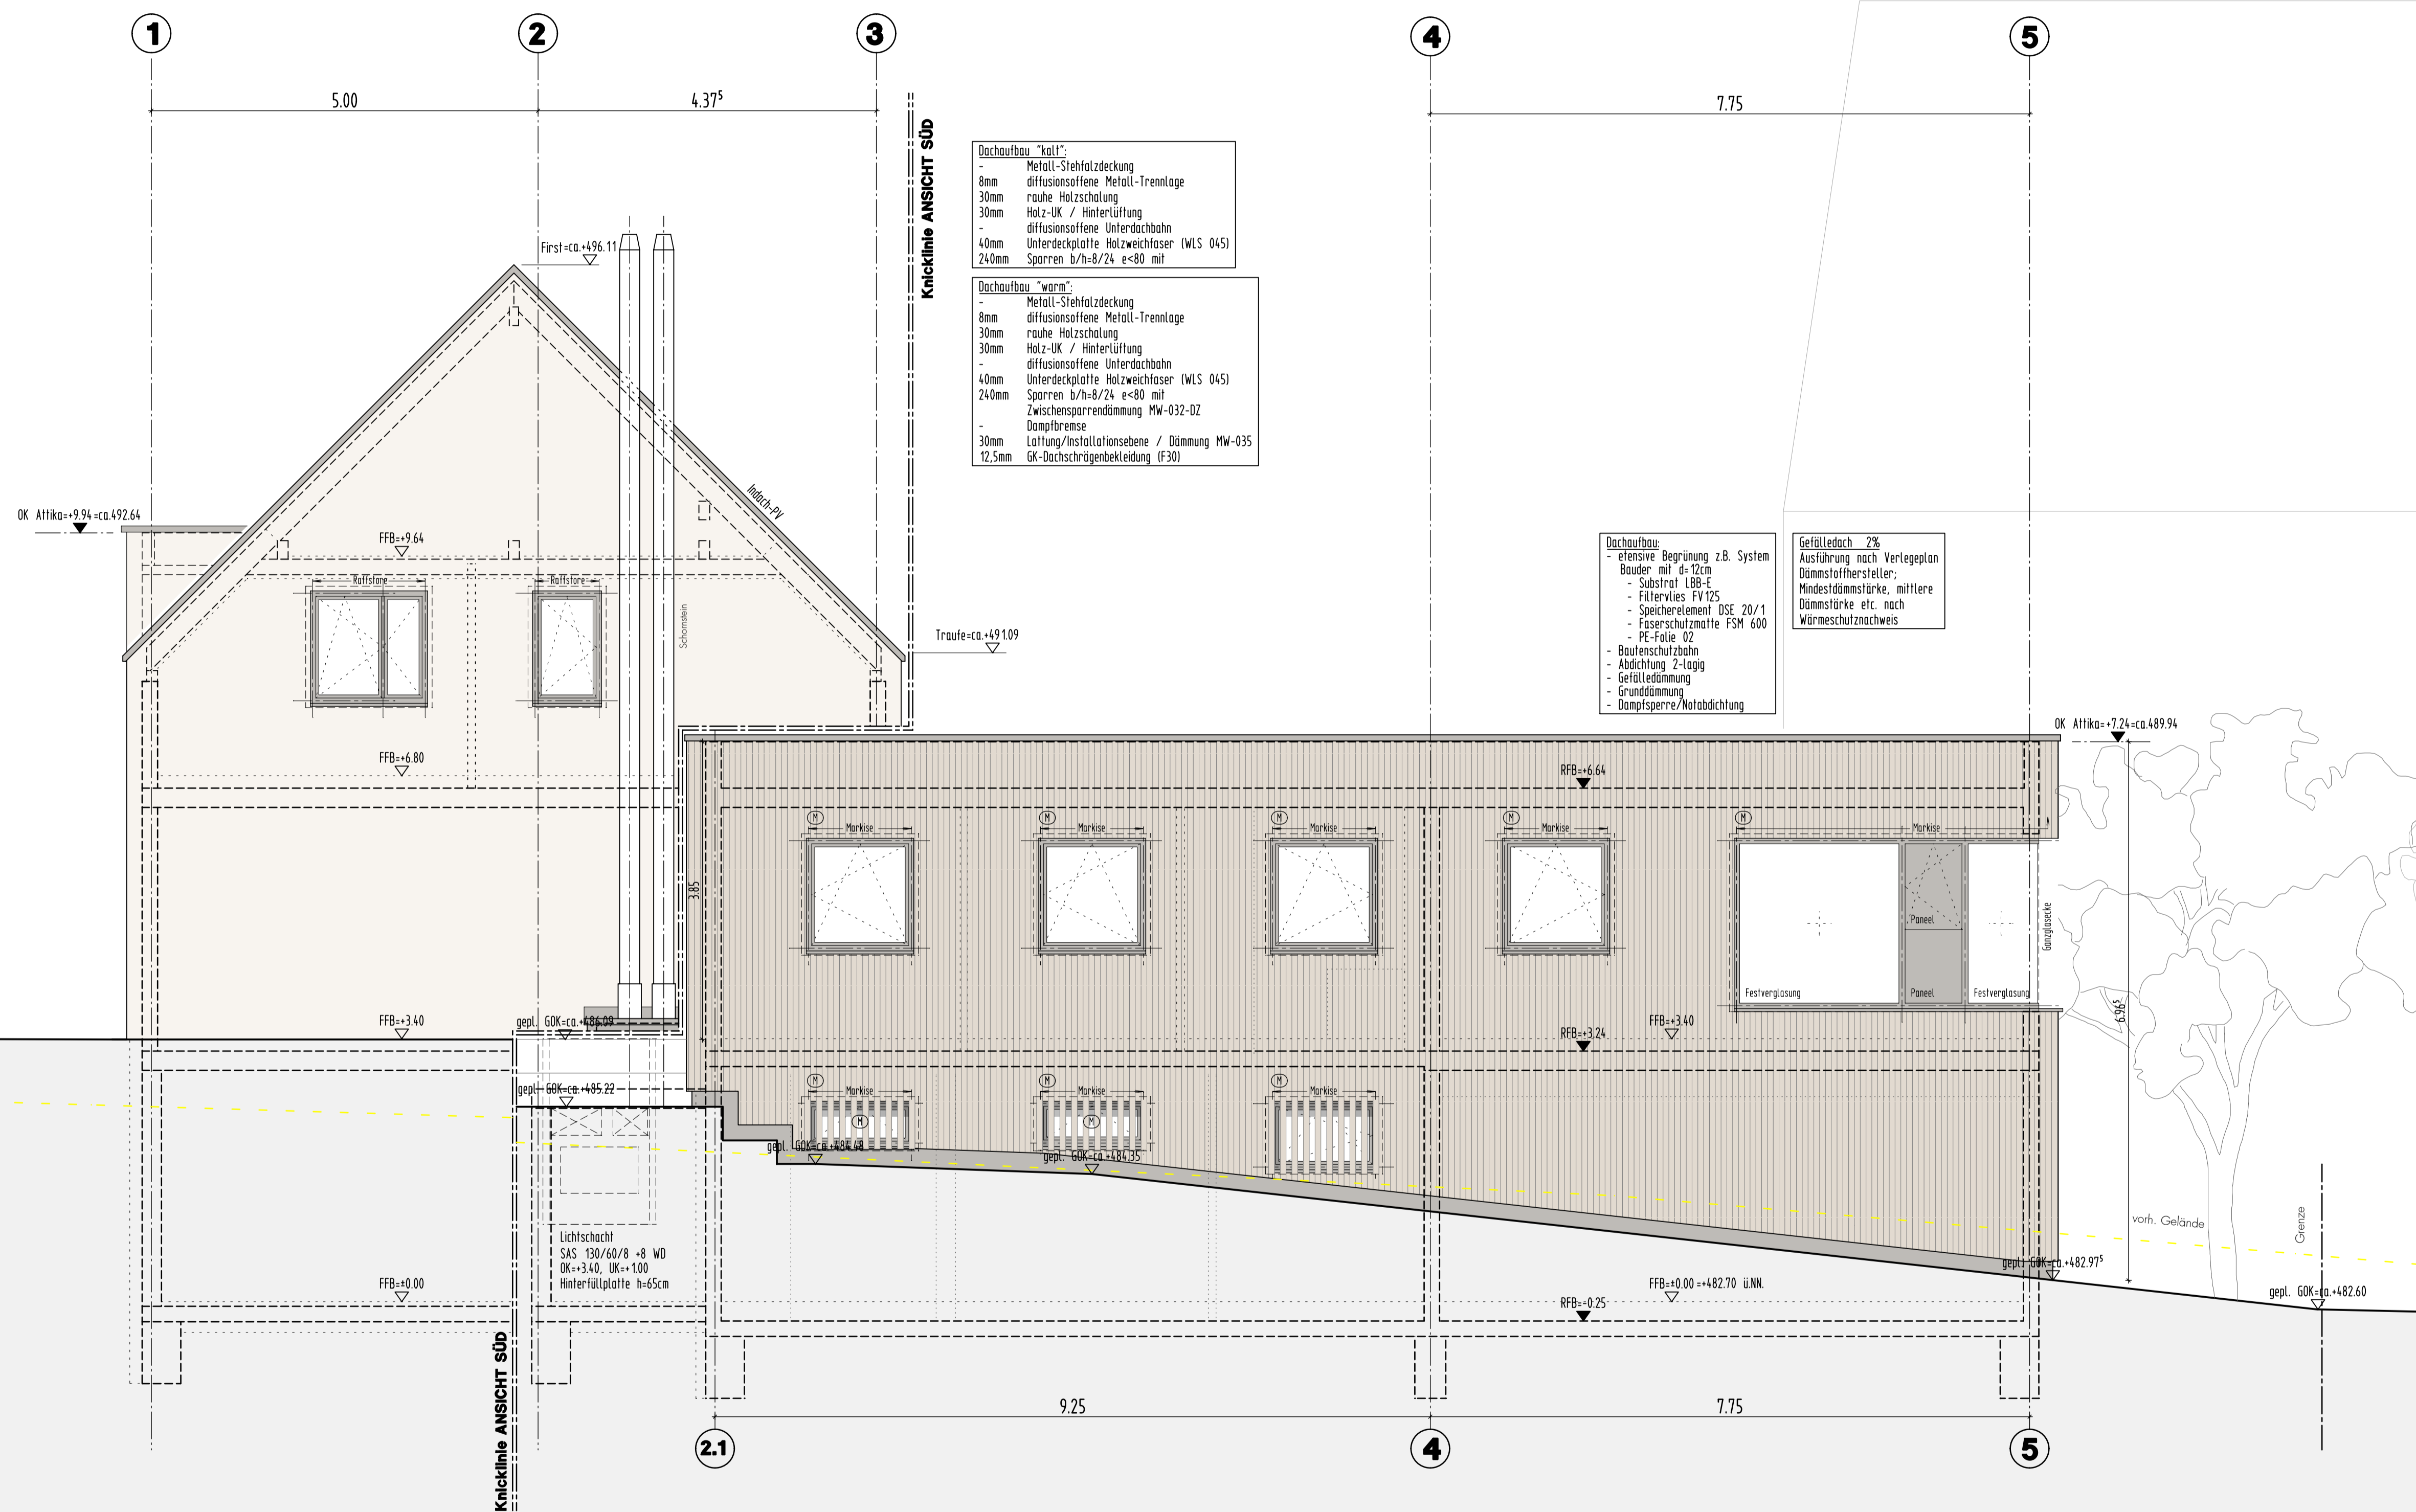 1
2
3
4
5
5.00
4.37⁵
7.75
Knicklinie ANSICHT SÜD
Dachaufbau "kalt":
- Metall-Stehfalzdeckung
8mm diffusionsoffene Metall-Trennlage
30mm rauhe Holzschalung
30mm Holz-UK / Hinterlüftung
- diffusionsoffene Unterdachbahn
40mm Unterdeckplatte Holzweichfaser (WLS 045)
240mm Sparren b/h=8/24 e<80 mit
Dachaufbau "warm":
- Metall-Stehfalzdeckung
8mm diffusionsoffene Metall-Trennlage
30mm rauhe Holzschalung
30mm Holz-UK / Hinterlüftung
- diffusionsoffene Unterdachbahn
40mm Unterdeckplatte Holzweichfaser (WLS 045)
240mm Sparren b/h=8/24 e<80 mit
Zwischensparrendämmung MW-032-DZ
- Dampfbremse
30mm Lattung/Installationsebene / Dämmung MW-035
12,5mm GK-Dachschrägenbekleidung (F30)
First=ca.+496.11
Indach-PV
OK Attika=+9.94=ca.492.64
FFB=+9.64
Raffstore
Raffstore
Schornstein
Traufe=ca.+491.09
Dachaufbau:
- etensive Begrünung z.B. System
Bauder mit d=12cm
- Substrat LBB-E
- Filtervlies FV125
- Speicherelement DSE 20/1
- Faserschutzmatte FSM 600
- PE-Folie 02
- Bautenschutzbahn
- Abdichtung 2-lagig
- Gefälledämmung
- Grunddämmung
- Dampfsperre/Notabdichtung
Gefälledach 2%
Ausführung nach Verlegeplan
Dämmstoffhersteller;
Mindestdämmstärke, mittlere
Dämmstärke etc. nach
Wärmeschutznachweis
OK Attika=+7.24=ca.489.94
FFB=+6.80
RFB=+6.64
M
Markise
M
Markise
M
Markise
M
Markise
M
Markise
3.85
Paneel
Ganzglasecke
Festverglasung
Paneel
Festverglasung
6.96⁵
FFB=+3.40
gepl. GOK=ca.+486.09
RFB=+3.24
FFB=+3.40
gepl. GOK=ca.+485.22
M
Markise
M
Markise
M
Markise
M
M
gepl. GOK=ca.+484.48
gepl. GOK=ca.+484.35
vorh. Gelände
Grenze
Lichtschacht
SAS 130/60/8 +8 WD
OK=+3.40, UK=+1.00
Hinterfüllplatte h=65cm
gepl. GOK=ca.+482.97⁵
FFB=±0.00
FFB=±0.00 =+482.70 ü.NN.
RFB=-0.25
gepl. GOK=ca.+482.60
Knicklinie ANSICHT SÜD
9.25
7.75
2.1
4
5